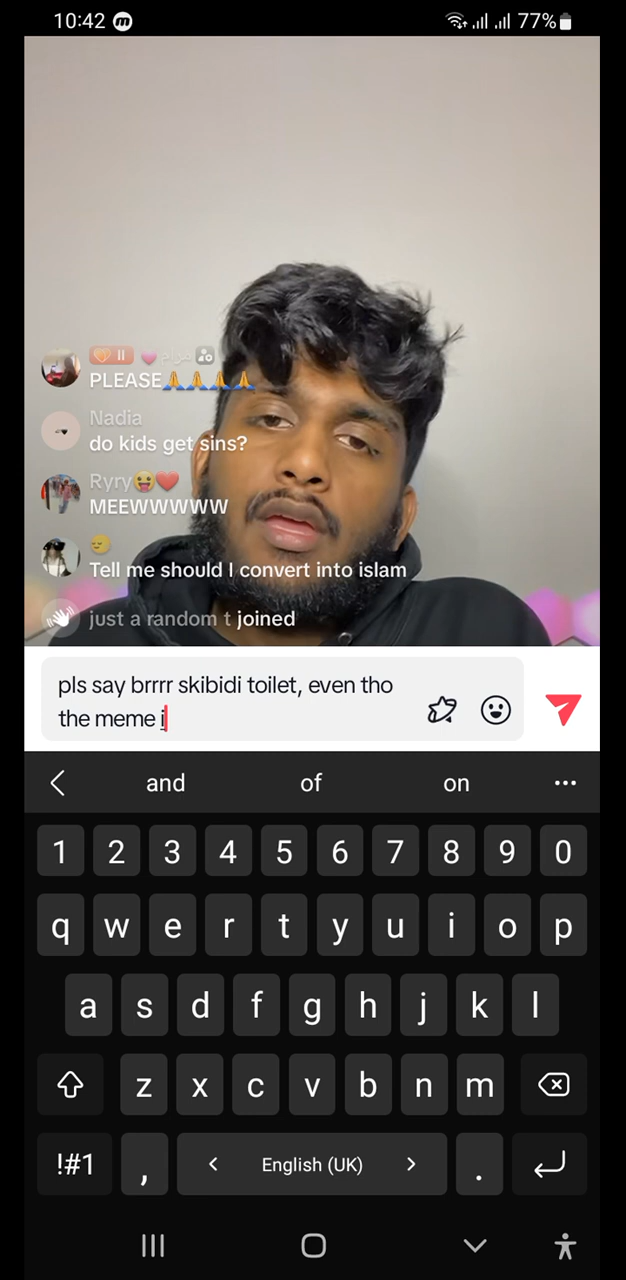 10:42 m 77%
PLEASE🙏🙏🙏🙏
Nadia
do kids get sins?
Ryry😝❤️
MEEWWWWW
Tell me should I convert into islam
just a random t joined
pls say brrrr skibidi toilet, even tho
the meme i
and of on
1 2 3 4 5 6 7 8 9 0
q w e r t y u i o p
a s d f g h j k l
z x c v b n m
!#1 , < English (UK) > .